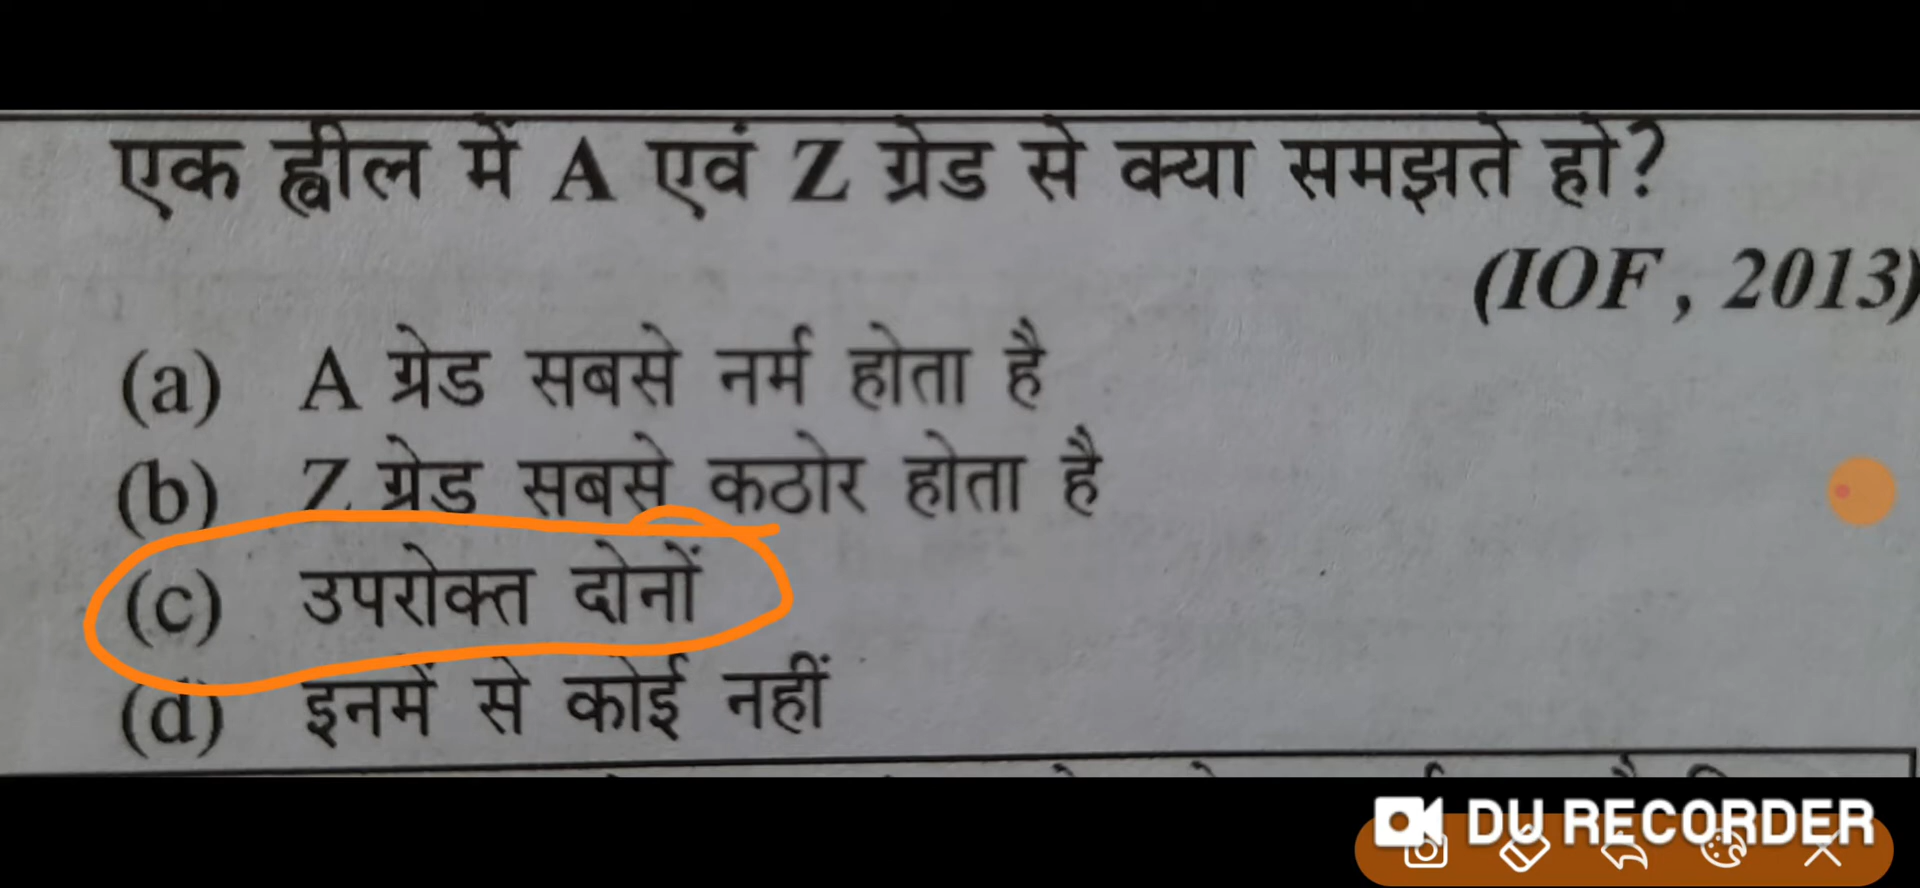 एक ह्वील में A एवं Z ग्रेड से क्या समझते हो?
(IOF , 2013)
(a) A ग्रेड सबसे नर्म होता है
(b) Z ग्रेड सबसे कठोर होता है
(c) उपरोक्त दोनों
(d) इनमें से कोई नहीं
DU RECORDER